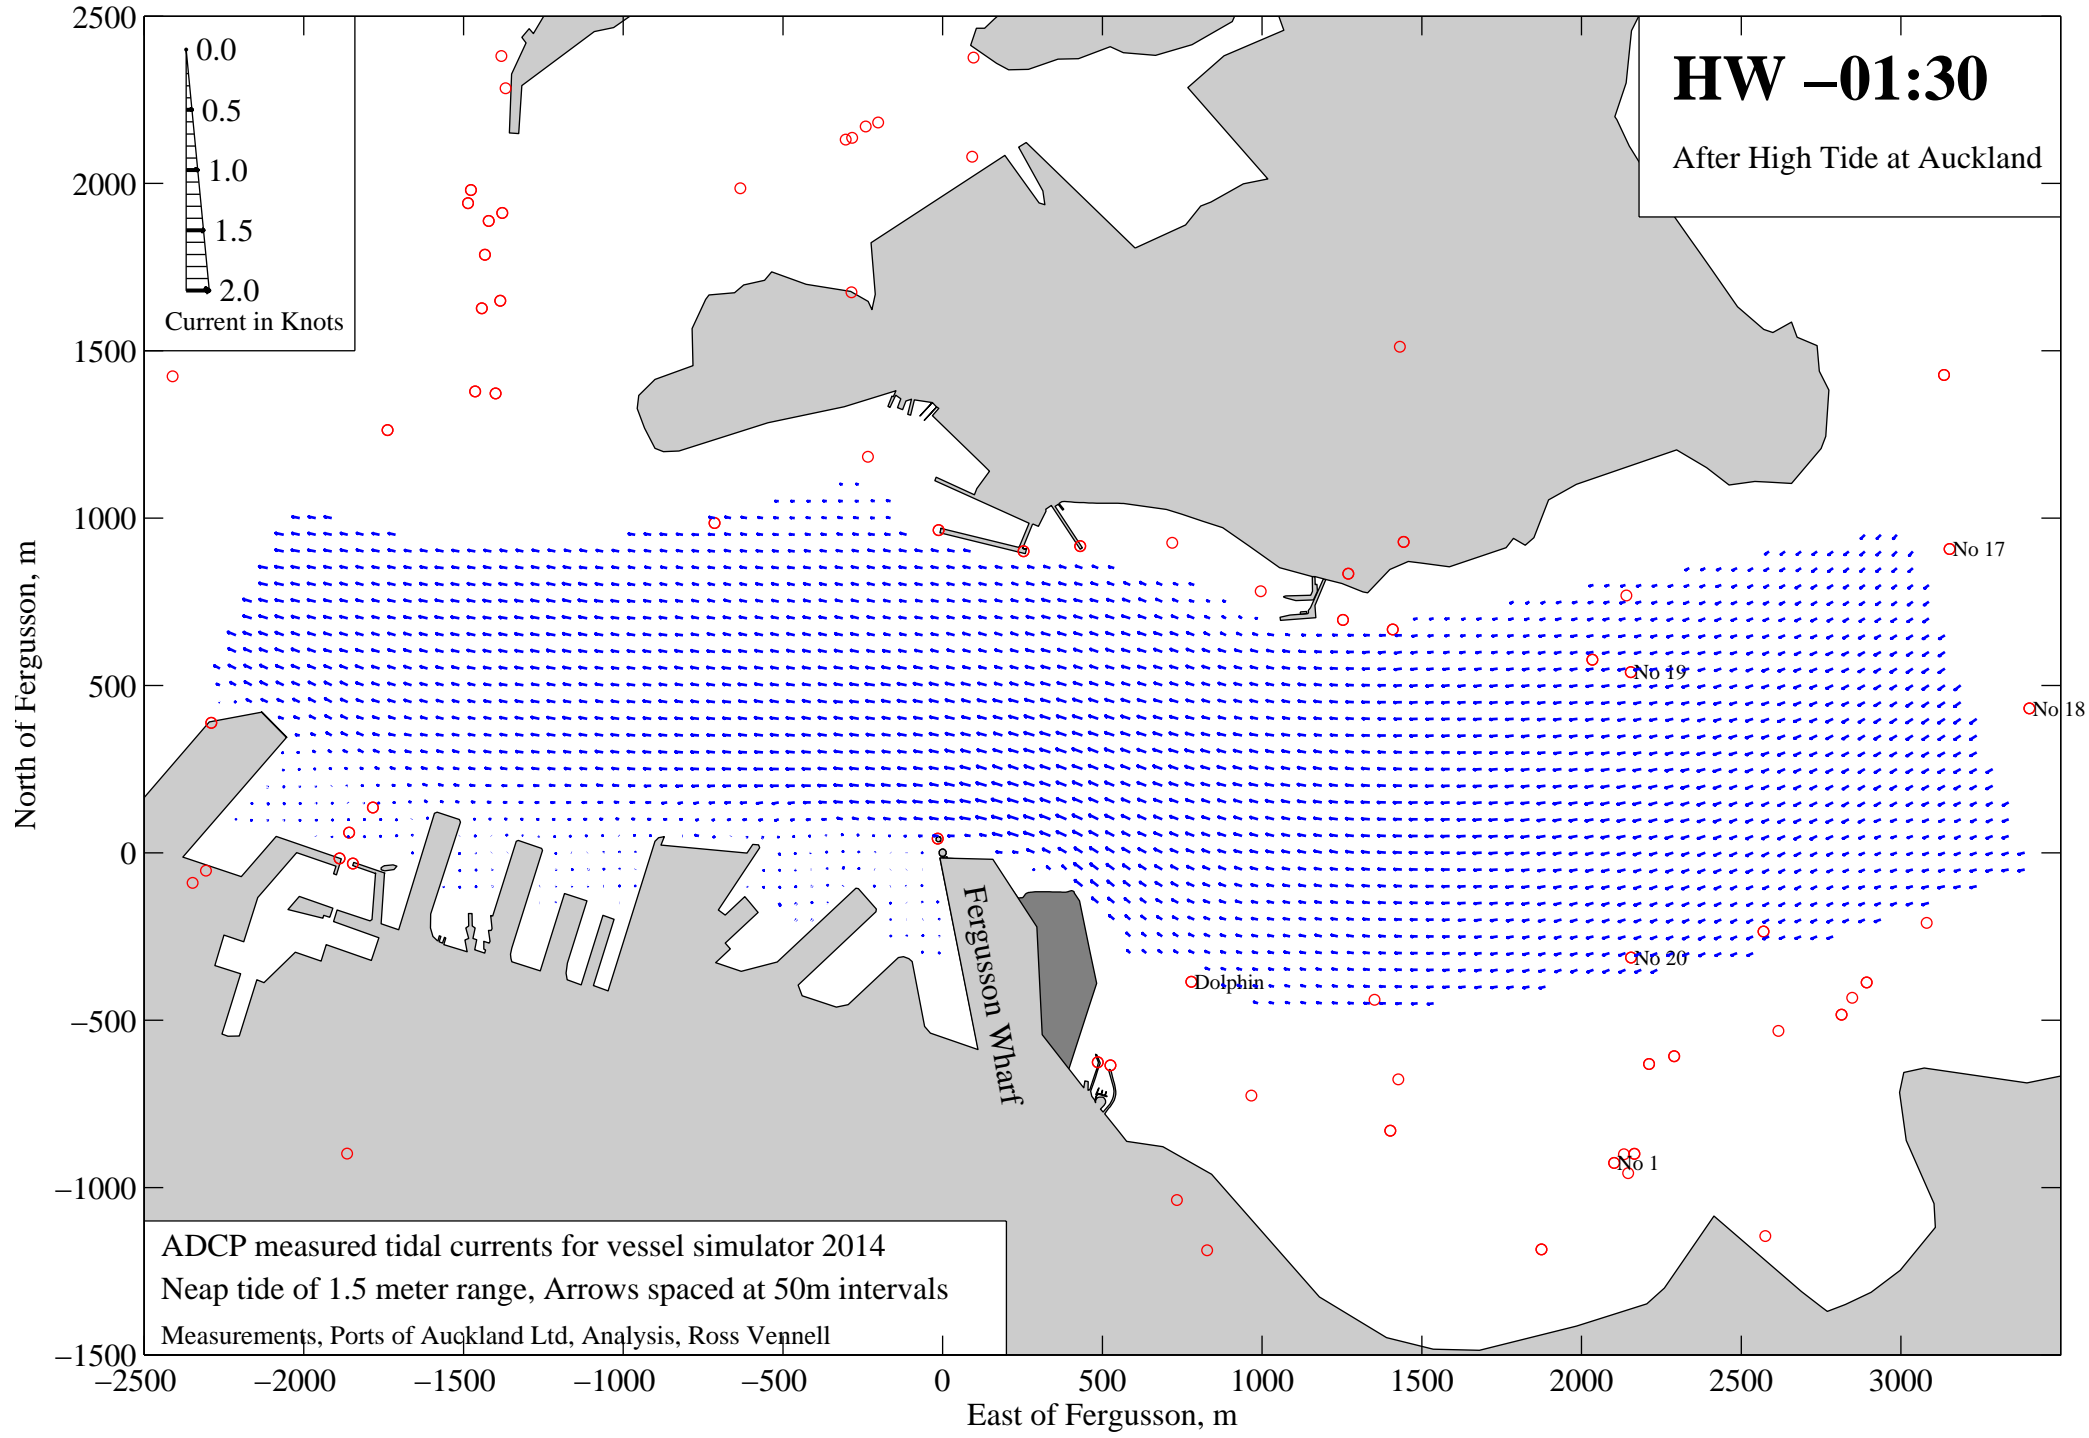 2500
2000
1500
1000
500
0
−500
−1000
−1500
North of Fergusson, m
0.0
0.5
1.0
1.5
2.0
Current in Knots
HW −01:30
After High Tide at Auckland
No 17
No 19
No 18
No 20
Dolphin
No 1
Fergusson Wharf
ADCP measured tidal currents for vessel simulator 2014
Neap tide of 1.5 meter range, Arrows spaced at 50m intervals
Measurements, Ports of Auckland Ltd, Analysis, Ross Vennell
−2500 −2000 −1500 −1000 −500 0 500 1000 1500 2000 2500 3000
East of Fergusson, m